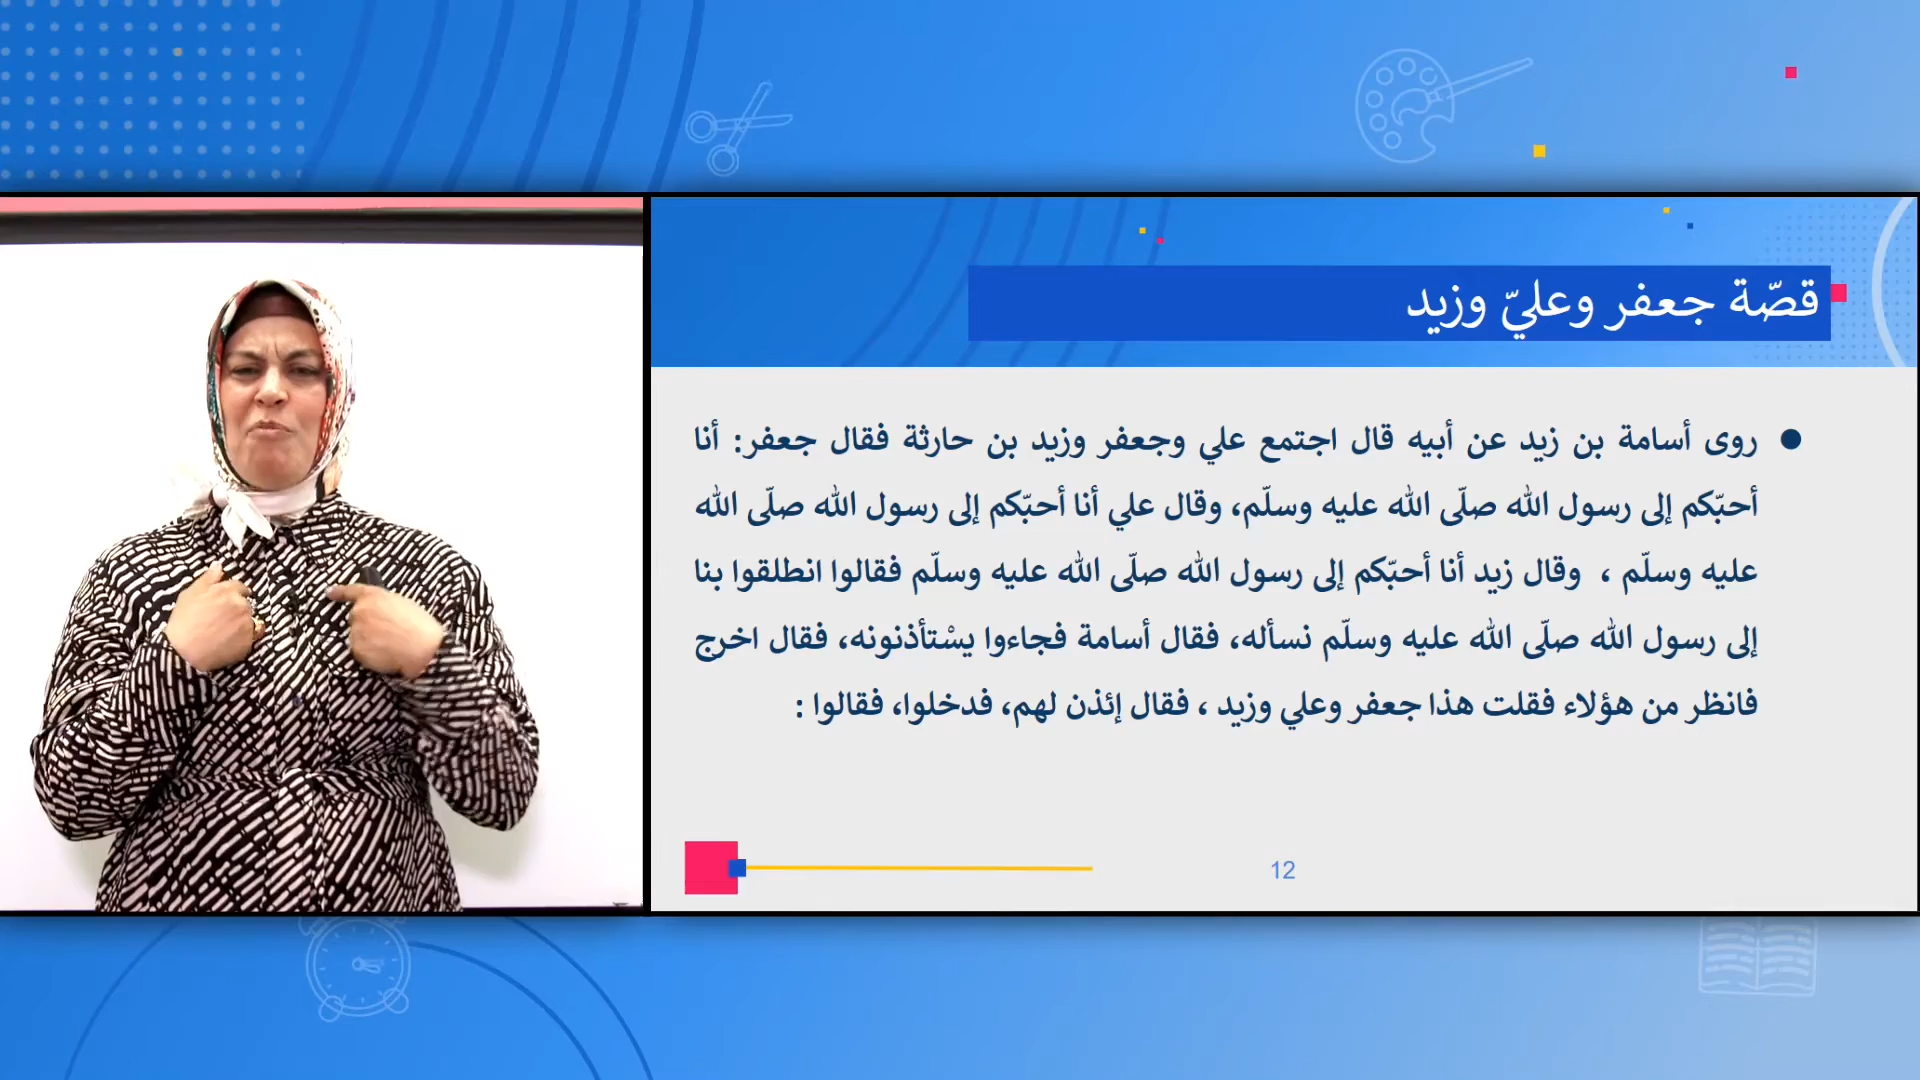 قصّة جعفر وعليّ وزيد
● روى أسامة بن زيد عن أبيه قال اجتمع علي وجعفر وزيد بن حارثة فقال جعفر: أنا
أحبّكم إلى رسول الله صلّى الله عليه وسلّم، وقال علي أنا أحبّكم إلى رسول الله صلّى الله
عليه وسلّم ، وقال زيد أنا أحبّكم إلى رسول الله صلّى الله عليه وسلّم فقالوا انطلقوا بنا
إلى رسول الله صلّى الله عليه وسلّم نسأله، فقال أسامة فجاءوا يسْتأذنونه، فقال اخرج
فانظر من هؤلاء فقلت هذا جعفر وعلي وزيد ، فقال إئذن لهم، فدخلوا، فقالوا :
12